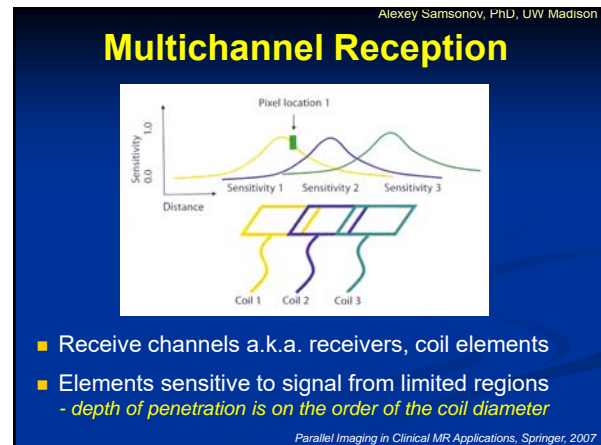 Alexey Samsonov, PhD, UW Madison
Multichannel Reception
Pixel location 1
Sensitivity
0.0
1.0
Sensitivity 1
Sensitivity 2
Sensitivity 3
Distance
Coil 1
Coil 2
Coil 3
Receive channels a.k.a. receivers, coil elements
Elements sensitive to signal from limited regions
- depth of penetration is on the order of the coil diameter
Parallel Imaging in Clinical MR Applications, Springer, 2007